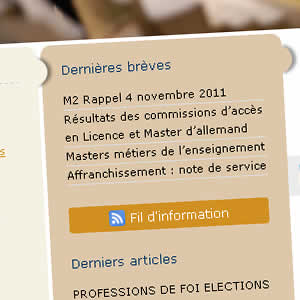 Dernières brèves
M2 Rappel 4 novembre 2011
Résultats des commissions d'accès
en Licence et Master d'allemand
Masters métiers de l'enseignement
Affranchissement : note de service
Fil d'information
Derniers articles
PROFESSIONS DE FOI ELECTIONS